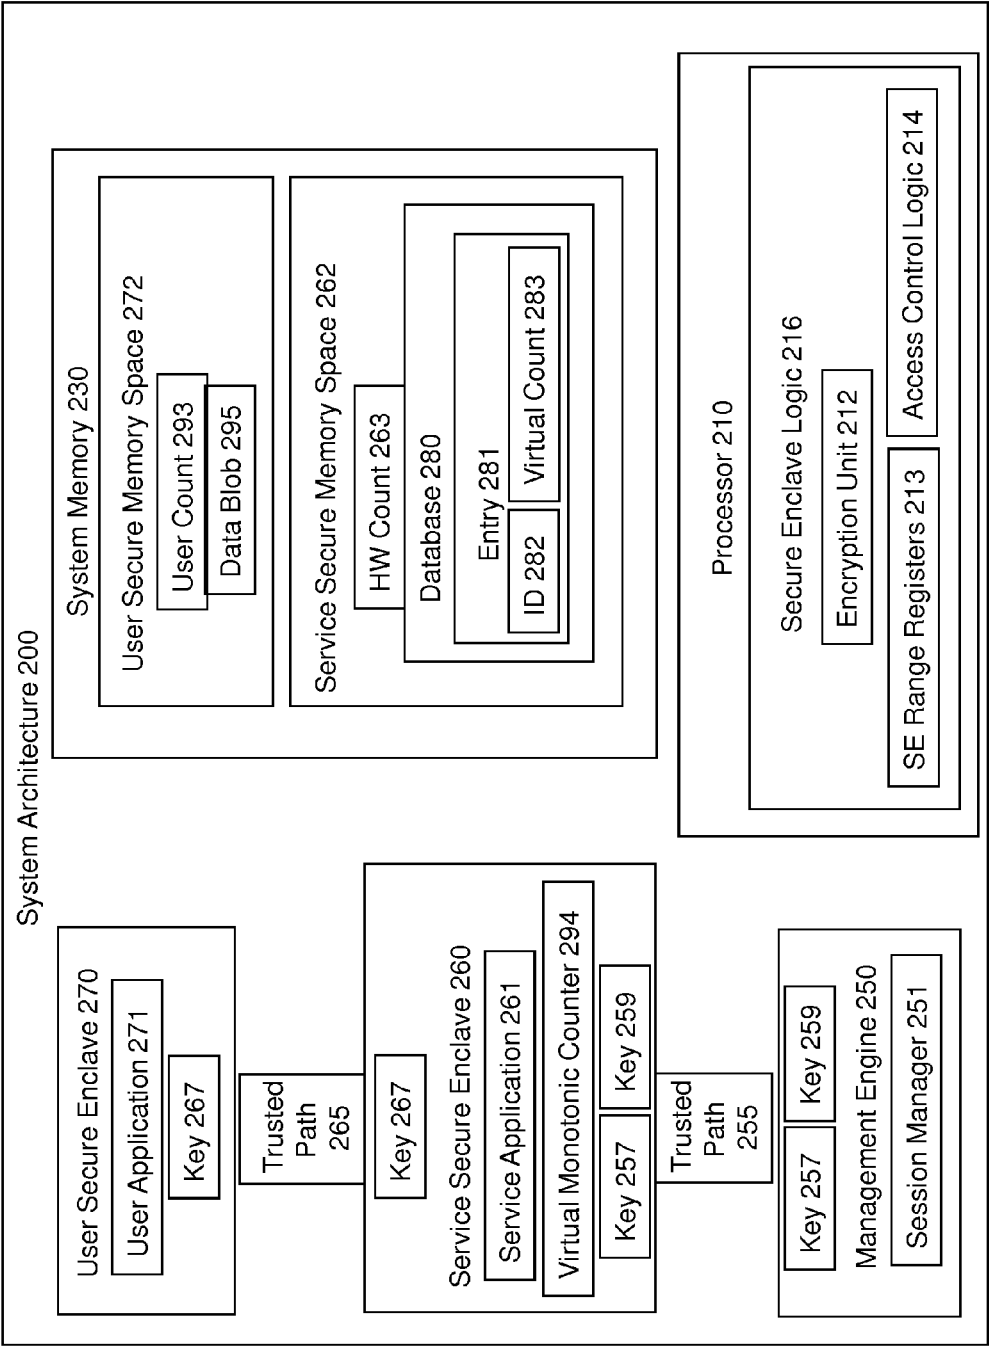 System Architecture 200
User Secure Enclave 270
User Application 271
Key 267
Trusted
Path
265
Key 267
Service Secure Enclave 260
Service Application 261
Virtual Monotonic Counter 294
Key 257
Key 259
Trusted
Path
255
Key 257
Key 259
Management Engine 250
Session Manager 251
System Memory 230
User Secure Memory Space 272
User Count 293
Data Blob 295
Service Secure Memory Space 262
HW Count 263
Database 280
Entry 281
ID 282
Virtual Count 283
Processor 210
Secure Enclave Logic 216
Encryption Unit 212
SE Range Registers 213
Access Control Logic 214